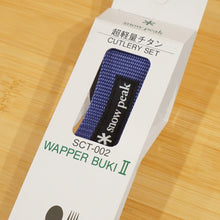 snow peak
超軽量チタン
CUTLERY SET
snow peak
SCT-002
WAPPER BUKI II